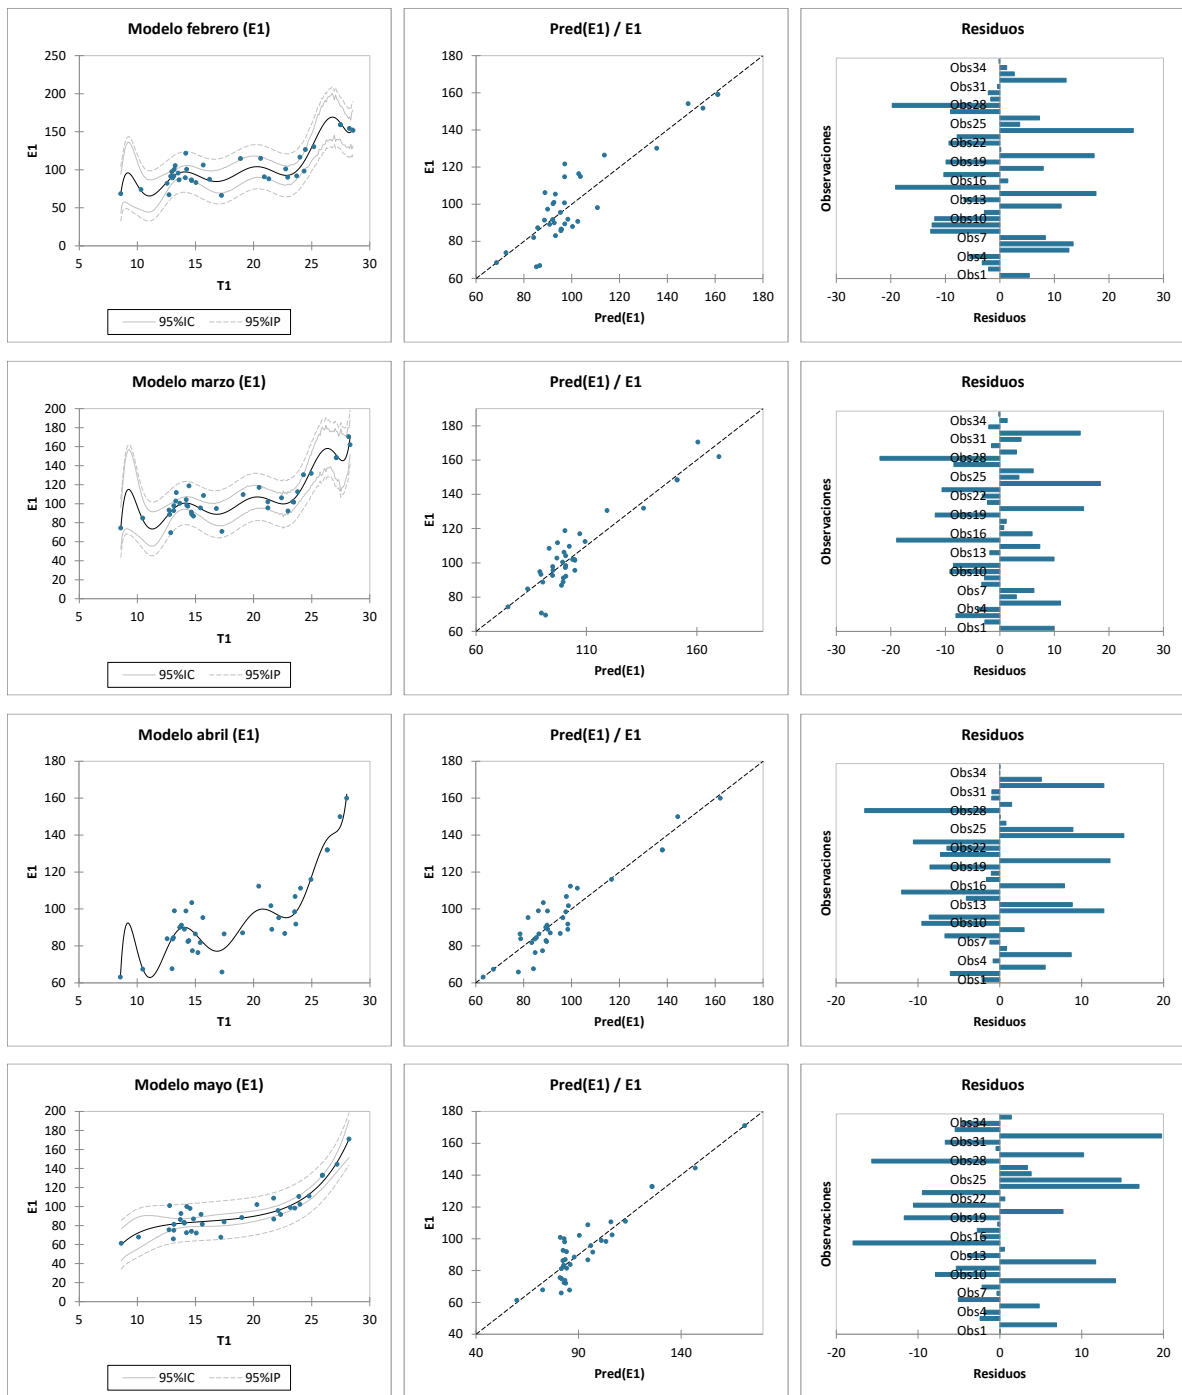 Modelo febrero (E1)
250
200
150
100
50
0
E1
5 10 15 20 25 30
T1
95%IC 95%IP
Pred(E1) / E1
180
160
140
120
100
80
60
E1
60 80 100 120 140 160 180
Pred(E1)
Residuos
Observaciones
Obs34
Obs31
Obs28
Obs25
Obs22
Obs19
Obs16
Obs13
Obs10
Obs7
Obs4
Obs1
-30 -20 -10 0 10 20 30
Residuos
Modelo marzo (E1)
200
180
160
140
120
100
80
60
40
20
0
E1
5 10 15 20 25 30
T1
95%IC 95%IP
Pred(E1) / E1
180
160
140
120
100
80
60
E1
60 110 160
Pred(E1)
Residuos
Observaciones
Obs34
Obs31
Obs28
Obs25
Obs22
Obs19
Obs16
Obs13
Obs10
Obs7
Obs4
Obs1
-30 -20 -10 0 10 20 30
Residuos
Modelo abril (E1)
180
160
140
120
100
80
60
E1
5 10 15 20 25 30
T1
Pred(E1) / E1
180
160
140
120
100
80
60
E1
60 80 100 120 140 160 180
Pred(E1)
Residuos
Observaciones
Obs34
Obs31
Obs28
Obs25
Obs22
Obs19
Obs16
Obs13
Obs10
Obs7
Obs4
Obs1
-20 -10 0 10 20
Residuos
Modelo mayo (E1)
200
180
160
140
120
100
80
60
40
20
0
E1
5 10 15 20 25 30
T1
95%IC 95%IP
Pred(E1) / E1
180
160
140
120
100
80
60
40
E1
40 90 140
Pred(E1)
Residuos
Observaciones
Obs34
Obs31
Obs28
Obs25
Obs22
Obs19
Obs16
Obs13
Obs10
Obs7
Obs4
Obs1
-20 -10 0 10 20
Residuos